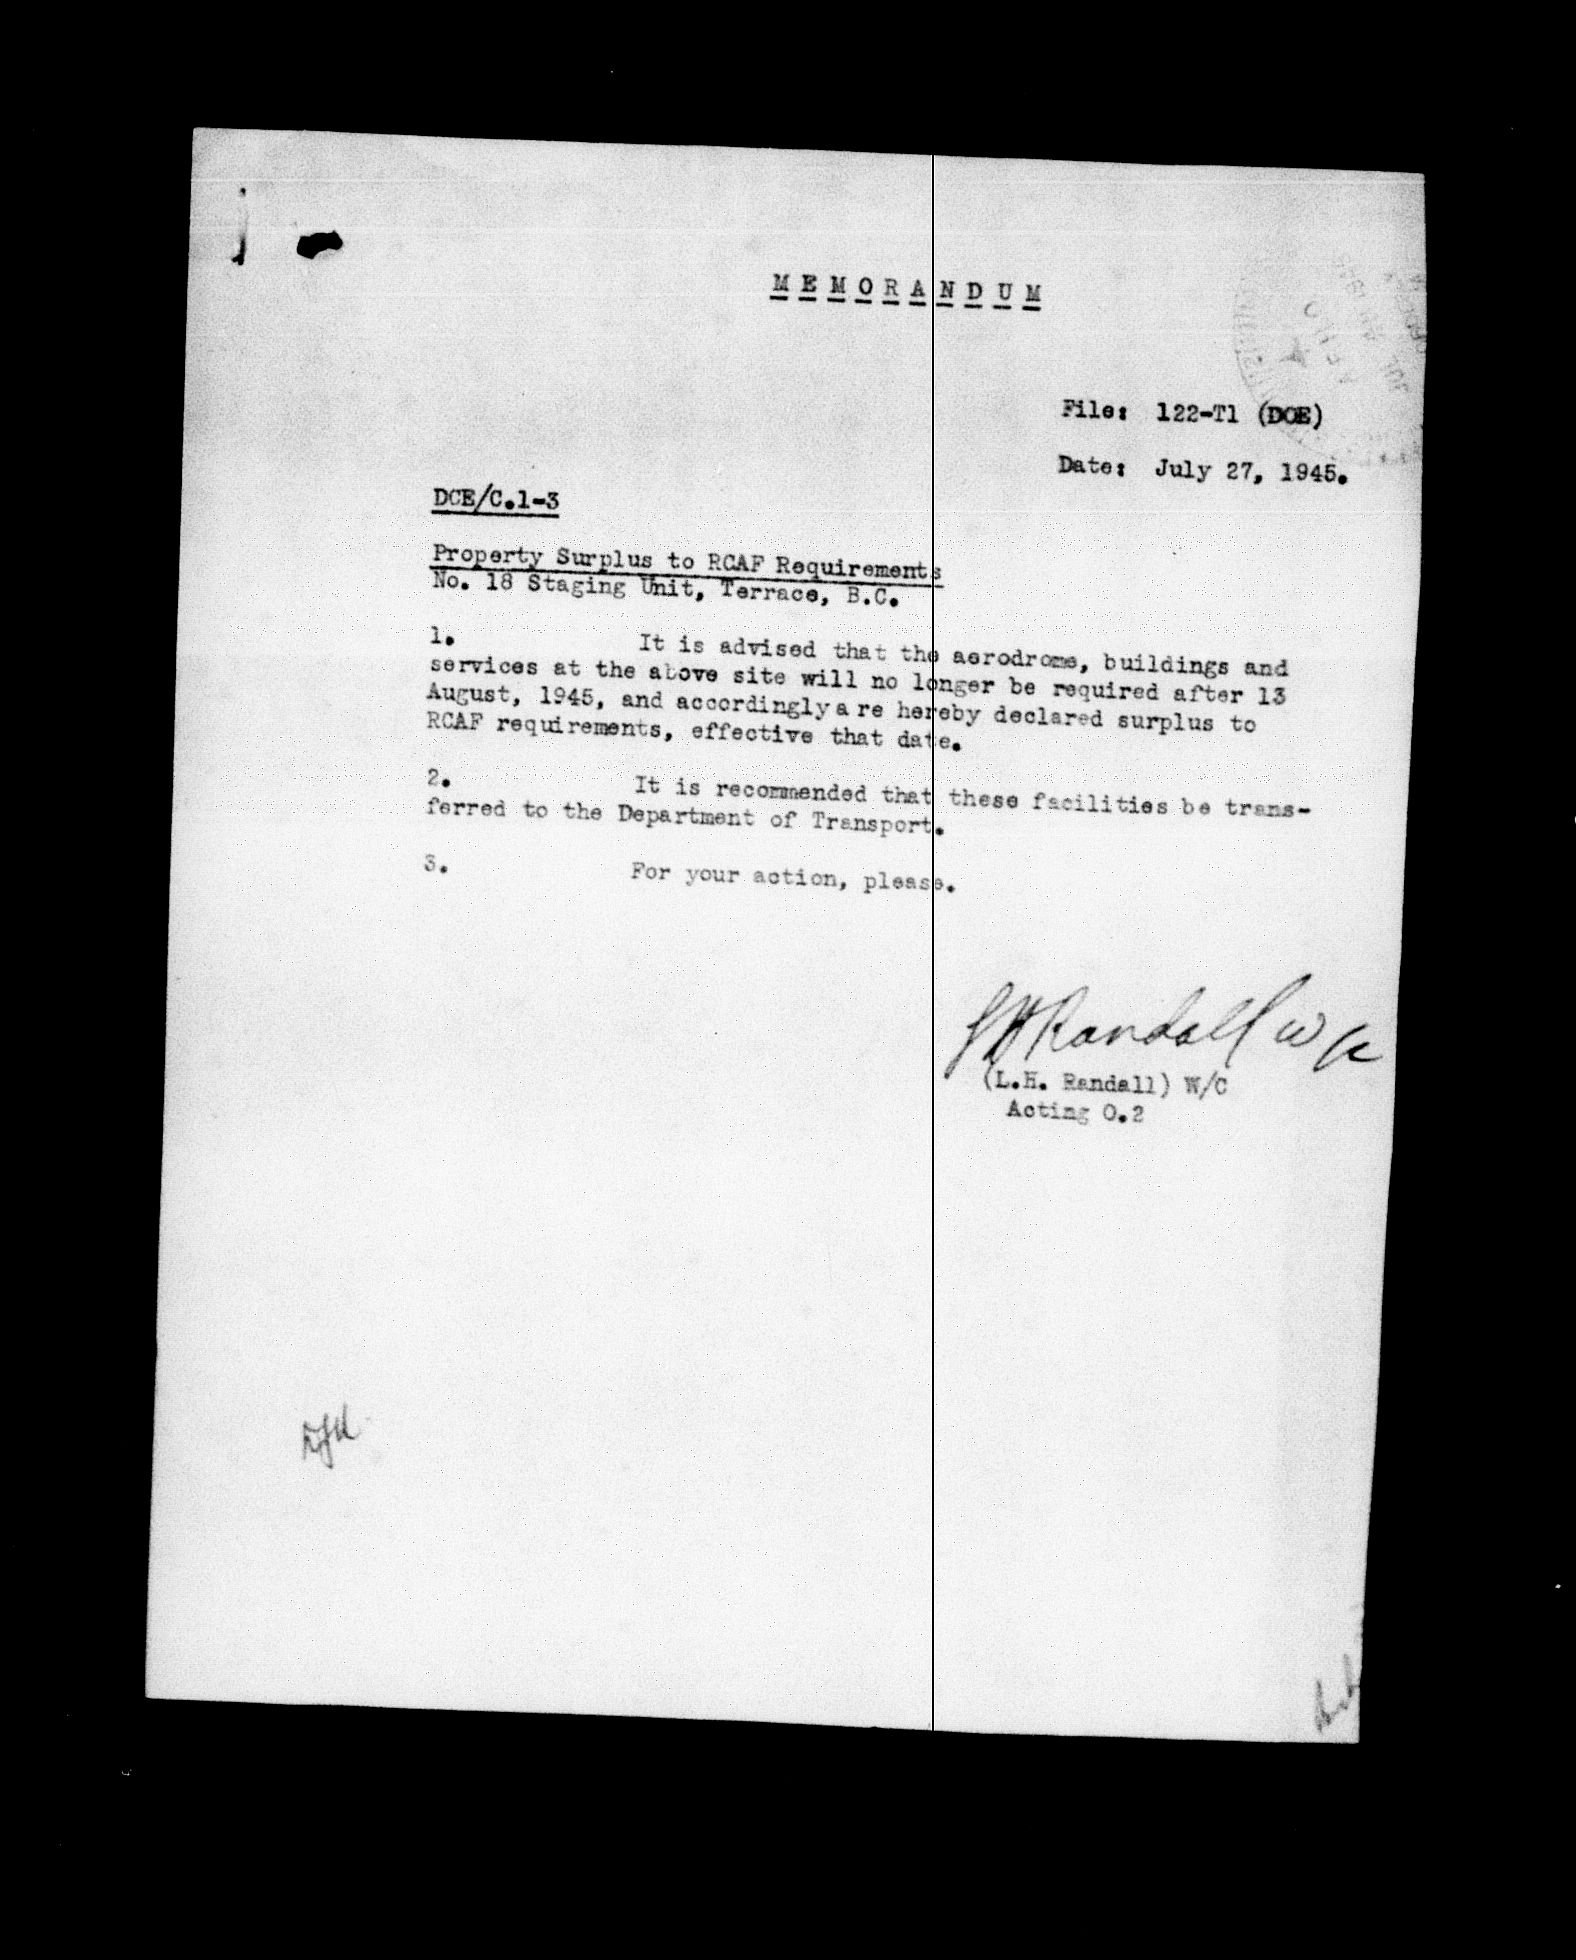 MEMORANDUM
File: 122-T1 (DOE)
Date: July 27, 1945.
DCE/C.1-3
Property Surplus to RCAF Requirements
No. 18 Staging Unit, Terrace, B.C.
1. It is advised that the aerodrome, buildings and
services at the above site will no longer be required after 13
August, 1945, and accordingly are hereby declared surplus to
RCAF requirements, effective that date.
2. It is recommended that these facilities be trans-
ferred to the Department of Transport.
3. For your action, please.
LH Randall W/C
(L.H. Randall) W/C
Acting O.2